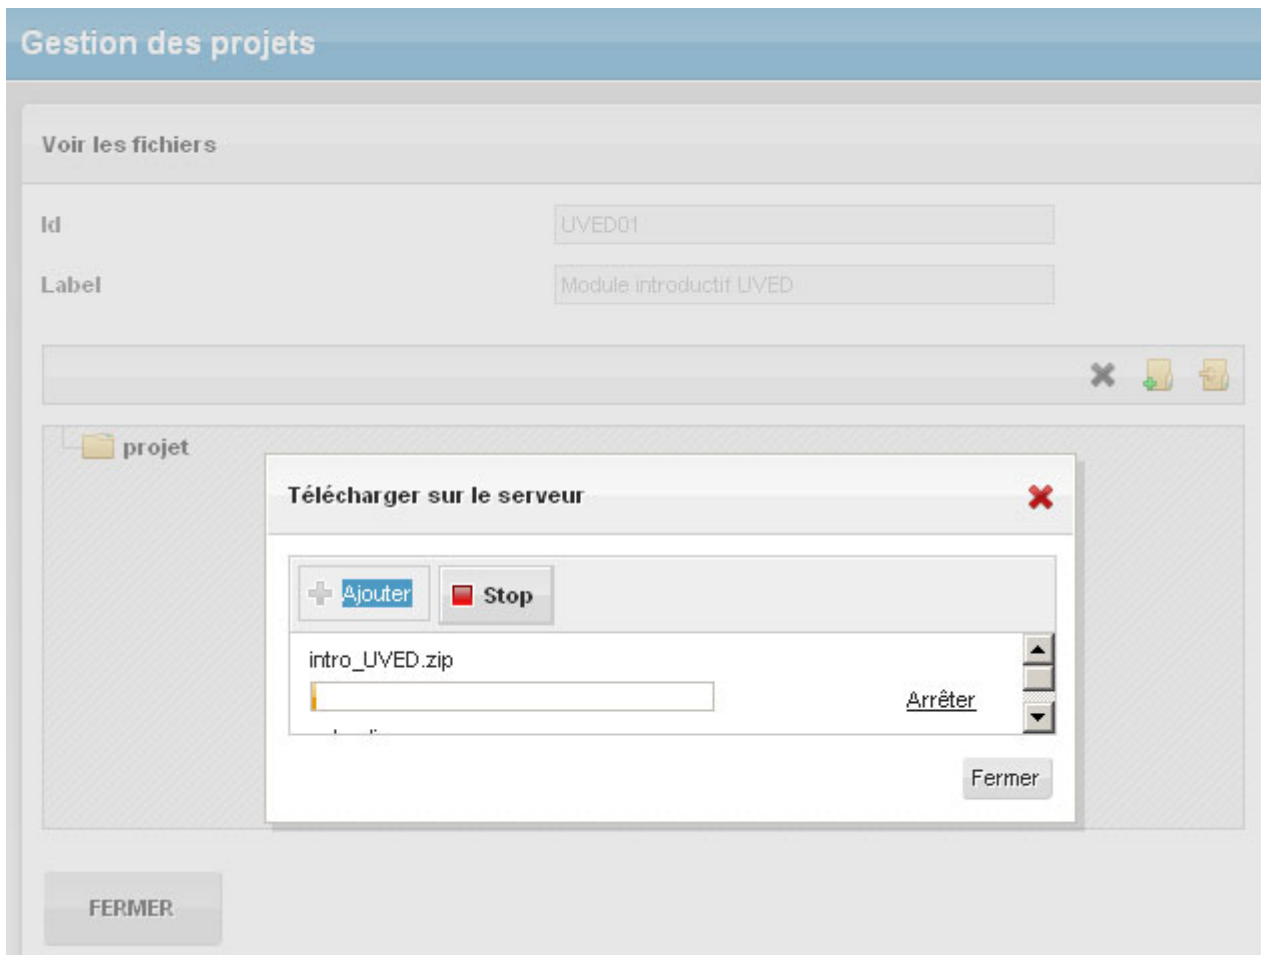 Gestion des projets
Voir les fichiers
Id
UVED01
Label
Module introductif UVED
projet
Télécharger sur le serveur
Ajouter
Stop
intro_UVED.zip
Arrêter
Fermer
FERMER